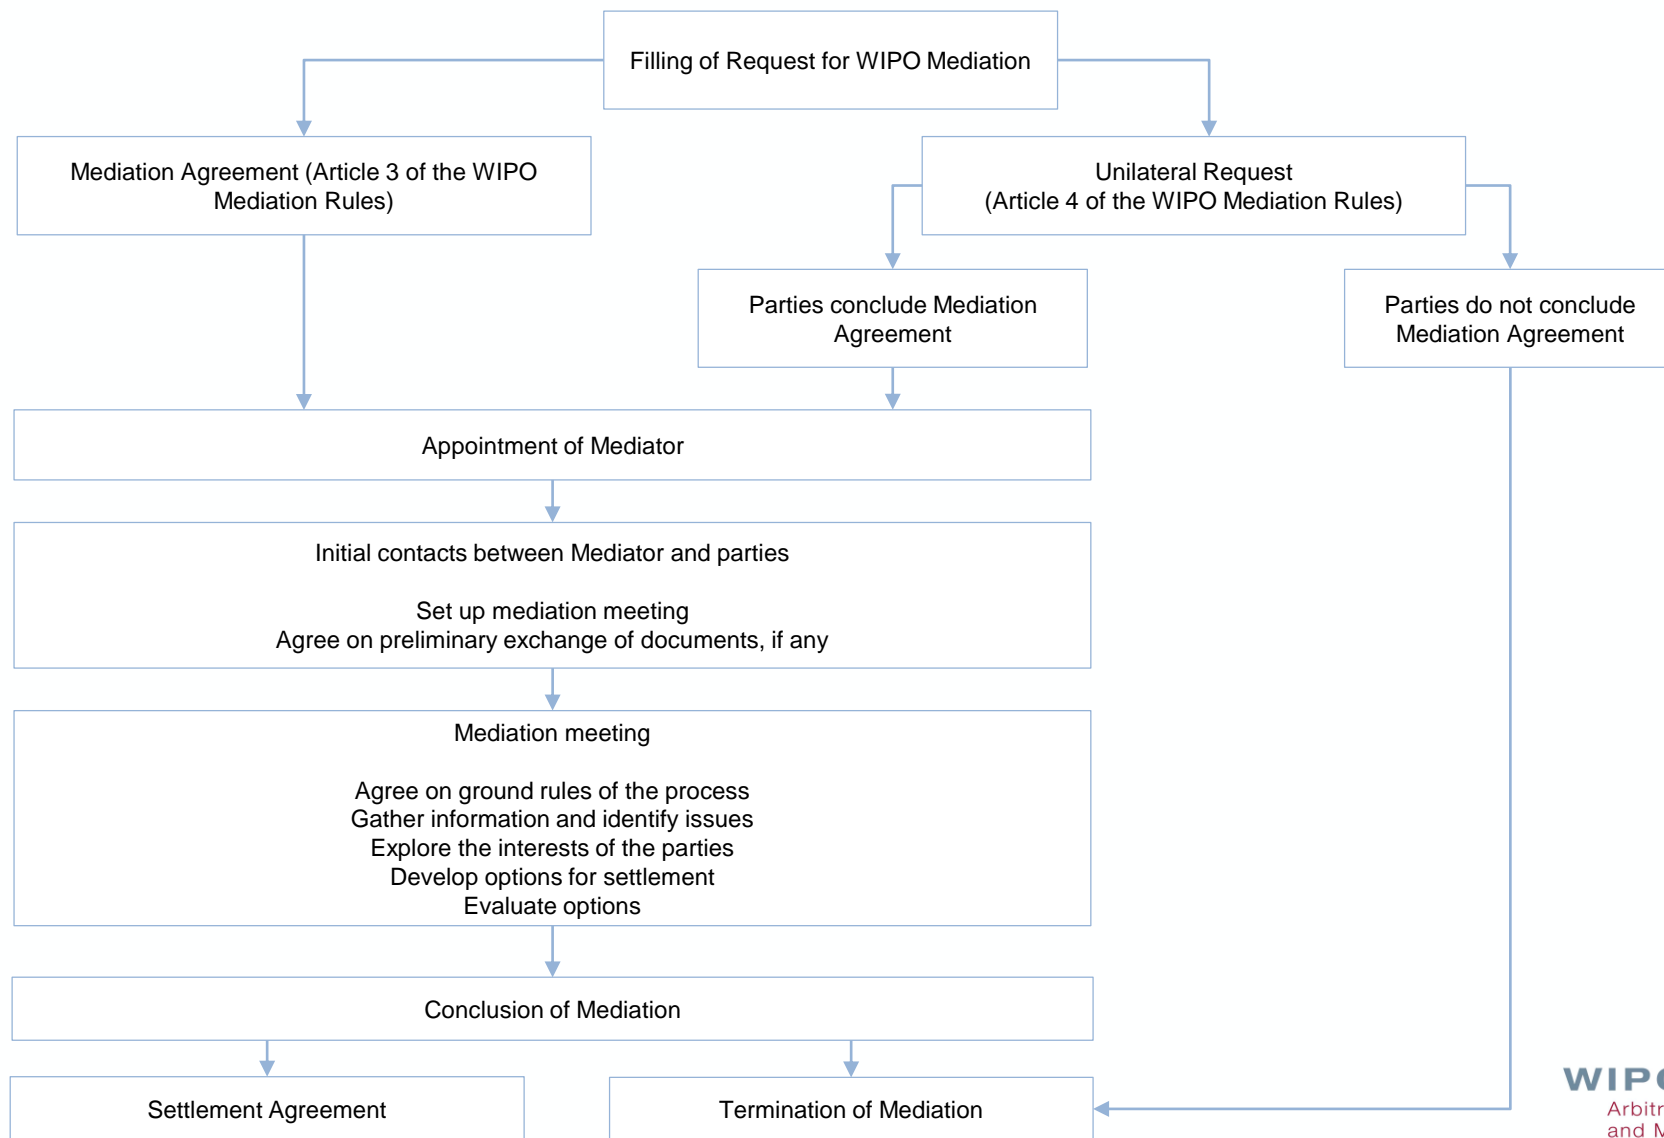 Filling of Request for WIPO Mediation
Mediation Agreement (Article 3 of the WIPO
Mediation Rules)
Unilateral Request
(Article 4 of the WIPO Mediation Rules)
Parties conclude Mediation
Agreement
Parties do not conclude
Mediation Agreement
Appointment of Mediator
Initial contacts between Mediator and parties
Set up mediation meeting
Agree on preliminary exchange of documents, if any
Mediation meeting
Agree on ground rules of the process
Gather information and identify issues
Explore the interests of the parties
Develop options for settlement
Evaluate options
Conclusion of Mediation
Settlement Agreement
Termination of Mediation
WIPO
Arbitr
and M